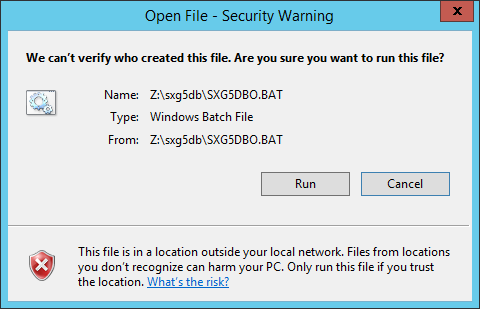 Open File - Security Warning
We can't verify who created this file. Are you sure you want to run this file?
Name: Z:\sxg5db\SXG5DBO.BAT
Type: Windows Batch File
From: Z:\sxg5db\SXG5DBO.BAT
Run Cancel
This file is in a location outside your local network. Files from locations
you don't recognize can harm your PC. Only run this file if you trust
the location. What's the risk?